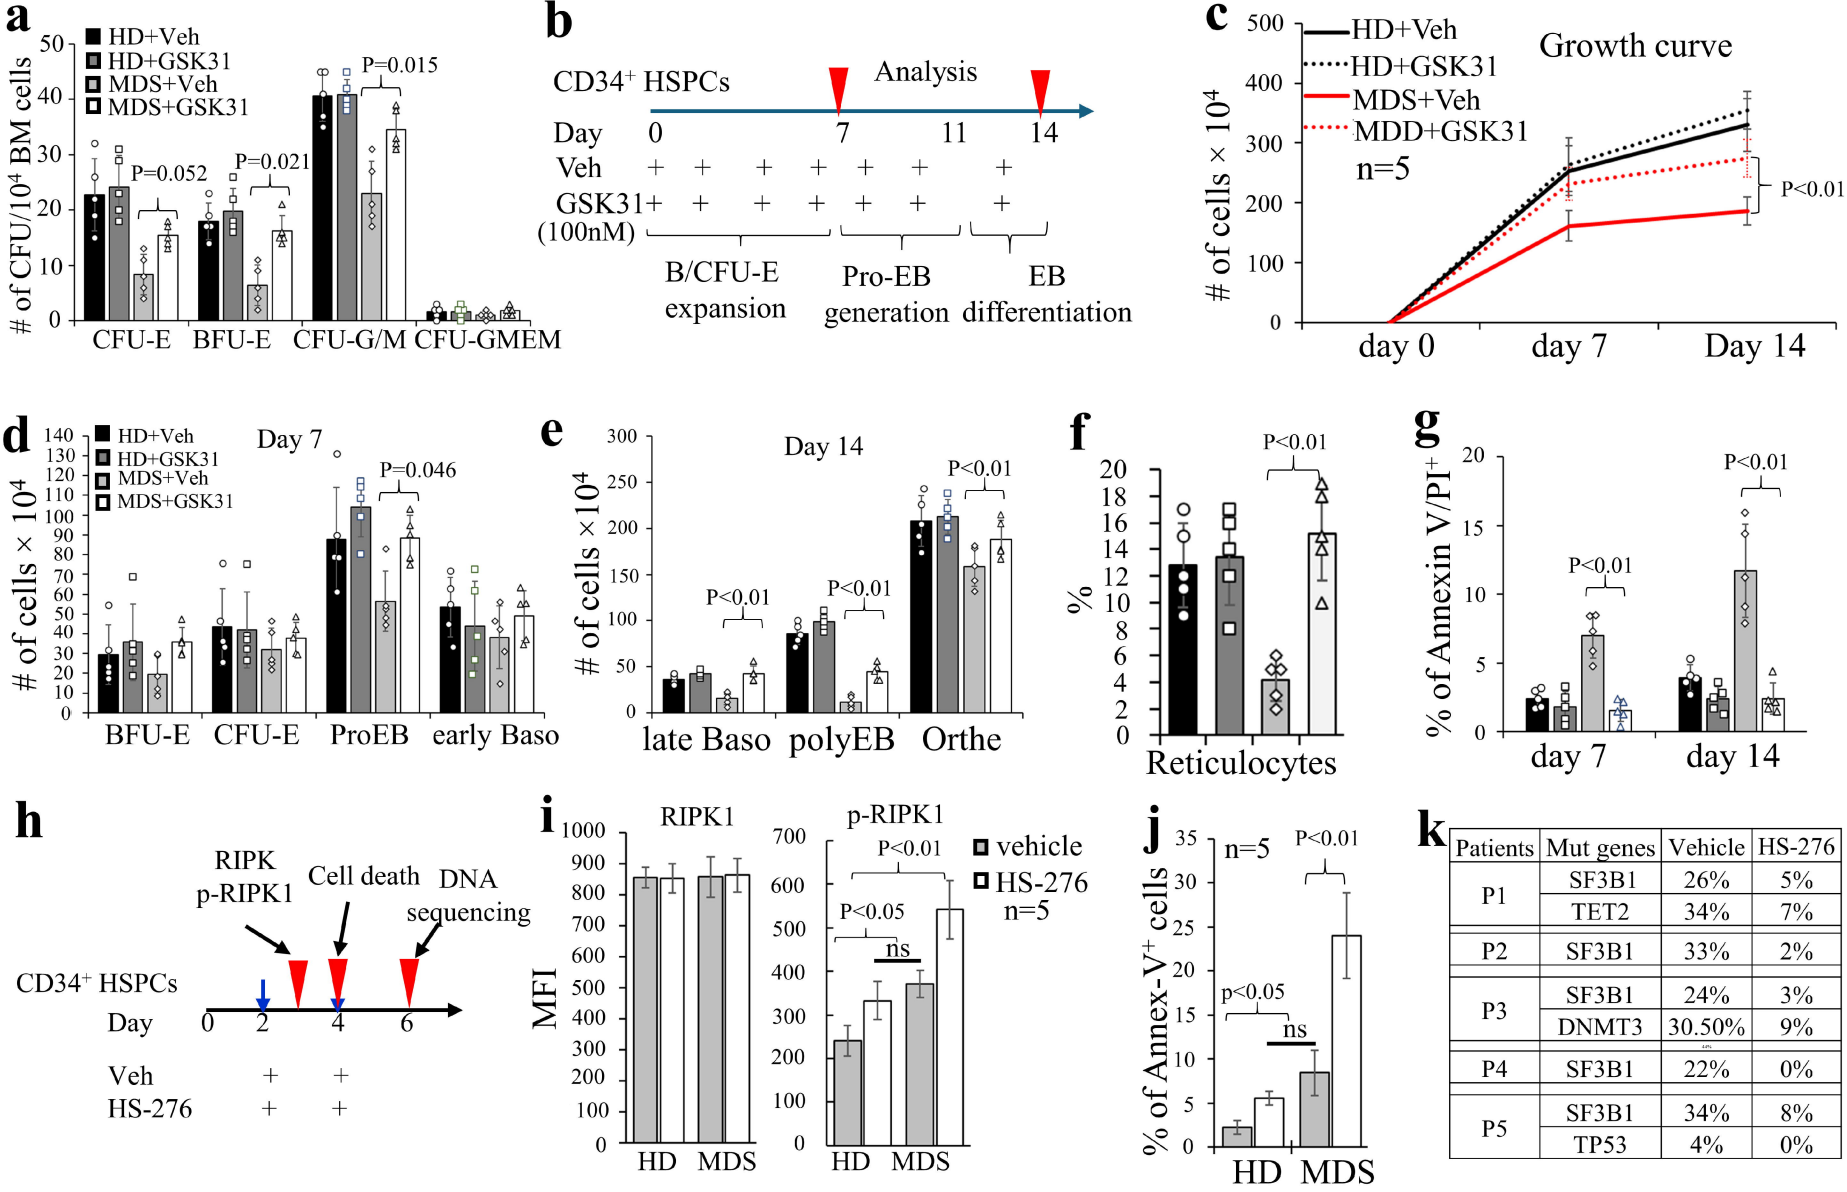 a
50
40
30
20
10
0
# of CFU/10⁴ BM cells
HD+Veh
HD+GSK31
MDS+Veh
MDS+GSK31
P=0.052
P=0.021
P=0.015
CFU-E BFU-E CFU-G/M CFU-GMEM
b
CD34⁺ HSPCs
Analysis
Day 0 7 11 14
Veh + + + + + + +
GSK31 + + + + + + +
(100nM)
B/CFU-E
expansion
Pro-EB
generation
EB
differentiation
c
500
400
300
200
100
0
# of cells × 10⁴
HD+Veh
HD+GSK31
MDS+Veh
MDD+GSK31
n=5
Growth curve
P<0.01
day 0 day 7 Day 14
d
140
130
120
110
100
90
80
70
60
50
40
30
20
10
0
# of cells × 10⁴
HD+Veh
HD+GSK31
MDS+Veh
MDS+GSK31
Day 7
P=0.046
BFU-E CFU-E ProEB early Baso
e
300
250
200
150
100
50
0
# of cells ×10⁴
Day 14
P<0.01
P<0.01
P<0.01
late Baso polyEB Orthe
f
20
18
16
14
12
10
8
6
4
2
0
%
P<0.01
Reticulocytes
g
20
15
10
5
0
% of Annexin V/PI⁺
P<0.01
P<0.01
day 7 day 14
h
RIPK
p-RIPK1
Cell death
DNA
sequencing
CD34⁺ HSPCs
Day 0 2 4 6
Veh + +
HS-276 + +
i
RIPK1
1000
900
800
700
600
500
400
300
200
100
0
MFI
HD MDS
p-RIPK1
700
600
500
400
300
200
100
0
P<0.01
P<0.05
ns
HD MDS
vehicle
HS-276
n=5
j
35
30
25
20
15
10
5
0
% of Annex-V⁺ cells
n=5
P<0.01
p<0.05
ns
HD MDS
k
Patients Mut genes Vehicle HS-276
P1 SF3B1 26% 5%
TET2 34% 7%
P2 SF3B1 33% 2%
P3 SF3B1 24% 3%
DNMT3 30.50% 9%
P4 SF3B1 22% 0%
P5 SF3B1 34% 8%
TP53 4% 0%